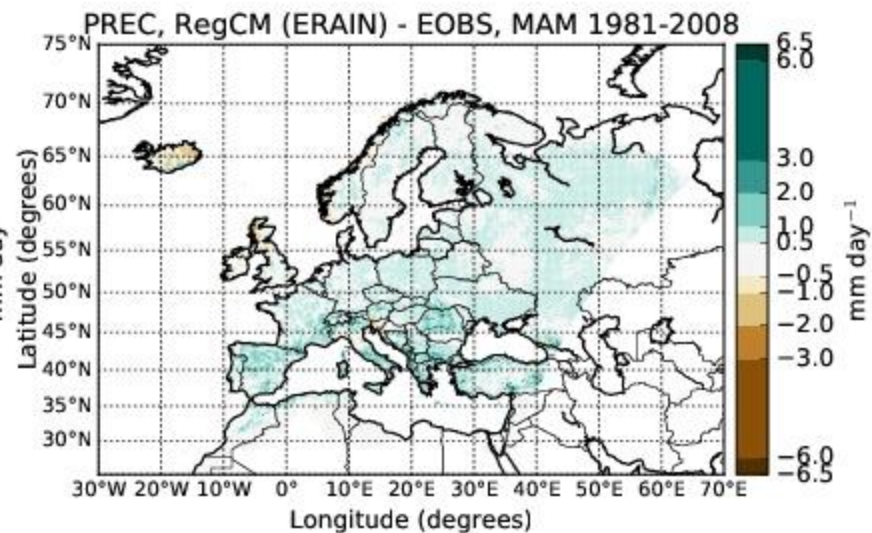 PREC, RegCM (ERAIN) - EOBS, MAM 1981-2008
75°N
70°N
65°N
60°N
55°N
50°N
45°N
40°N
35°N
30°N
Latitude (degrees)
30°W 20°W 10°W 0° 10°E 20°E 30°E 40°E 50°E 60°E 70°E
Longitude (degrees)
6.5
6.0
3.0
2.0
1.0
0.5
−0.5
−1.0
−2.0
−3.0
−6.0
−6.5
mm day⁻¹